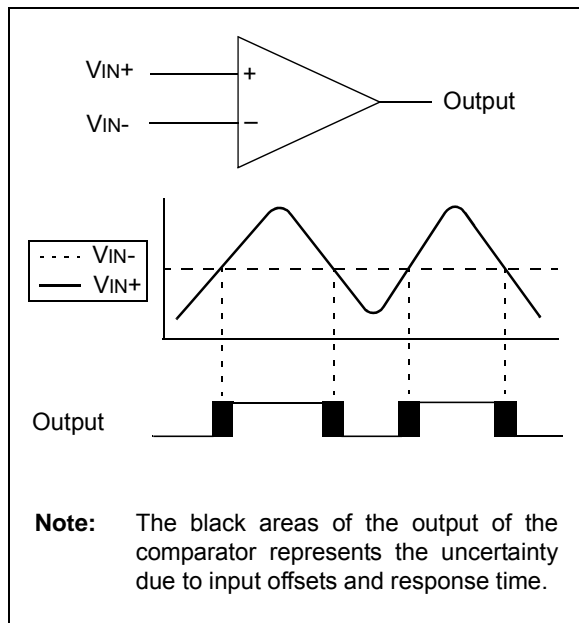 VIN+
+
Output
VIN-
−
VIN-
VIN+
Output
Note: The black areas of the output of the
comparator represents the uncertainty
due to input offsets and response time.